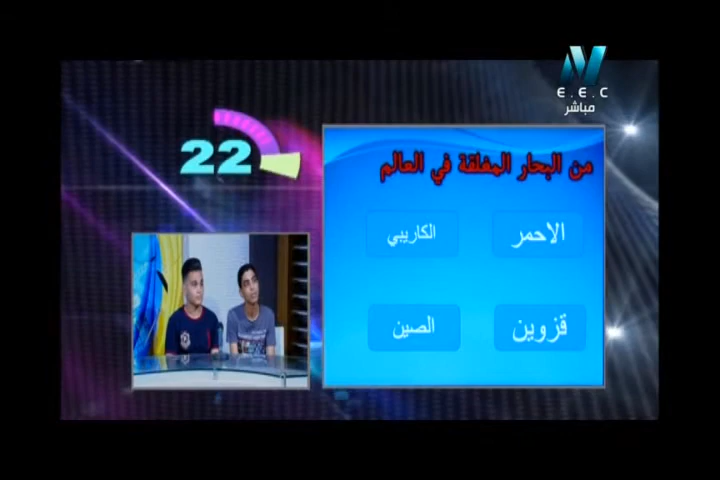 E.E.C
مباشر
22
من البحار المغلقة في العالم
الاحمر
الكاريبي
قزوين
الصين